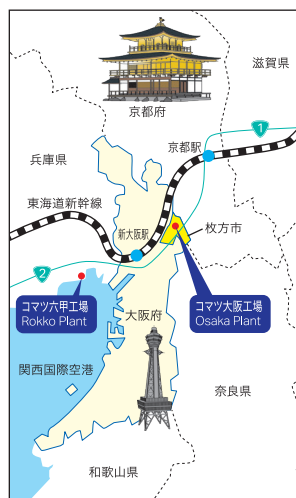 滋賀県
京都府
1
京都駅
兵庫県
東海道新幹線
新大阪駅
枚方市
2
コマツ六甲工場
Rokko Plant
コマツ大阪工場
Osaka Plant
大阪府
関西国際空港
奈良県
和歌山県